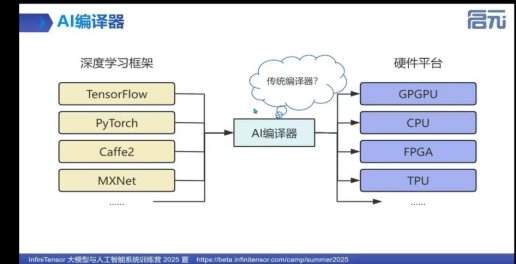 AI编译器
启元
深度学习框架
硬件平台
传统编译器？
TensorFlow
PyTorch
Caffe2
MXNet
......
AI编译器
GPGPU
CPU
FPGA
TPU
......
InfiniTensor 大模型与人工智能系统训练营 2025 夏 https://beta.infinitensor.com/camp/summer2025